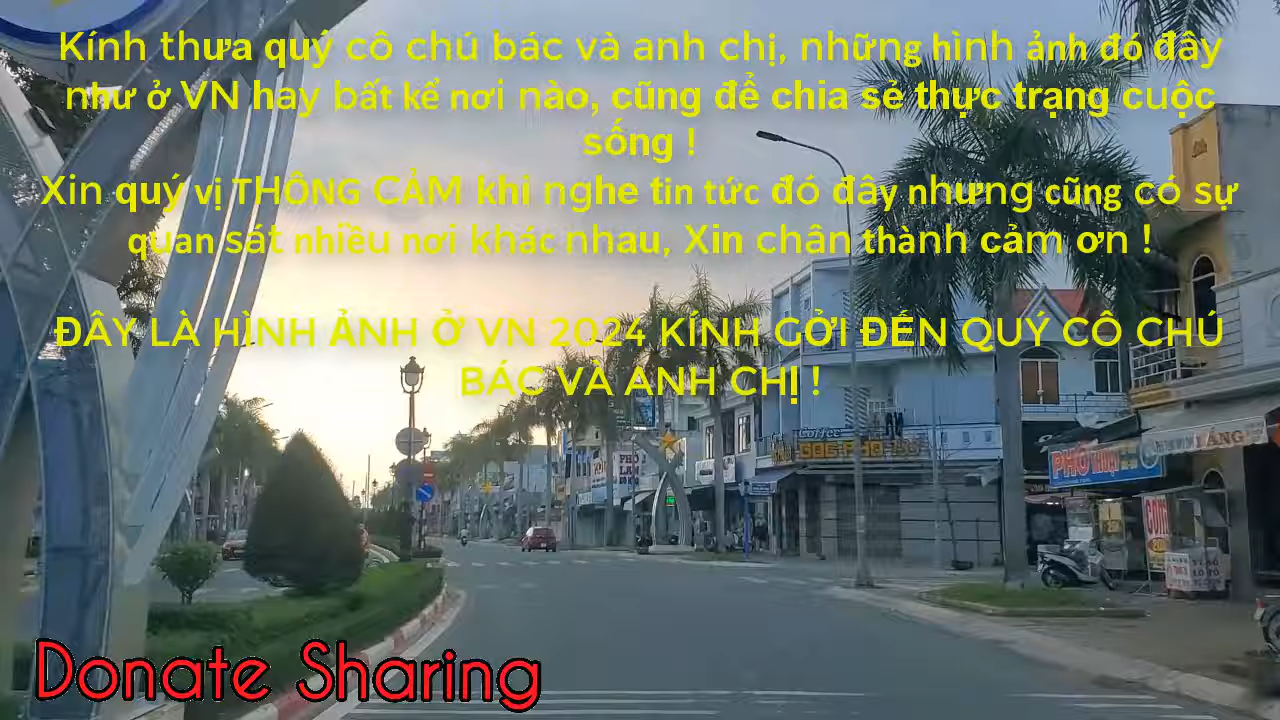 Kính thưa quý cô chú bác và anh chị, những hình ảnh đó đây
như ở VN hay bất kể nơi nào, cũng để chia sẻ thực trạng cuộc
sống !
Xin quý vị THÔNG CẢM khi nghe tin tức đó đây nhưng cũng có sự
quan sát nhiều nơi khác nhau, Xin chân thành cảm ơn !
ĐÂY LÀ HÌNH ẢNH Ở VN 2024 KÍNH GỞI ĐẾN QUÝ CÔ CHÚ
BÁC VÀ ANH CHỊ !
Coffee
PHỞ
Donate Sharing